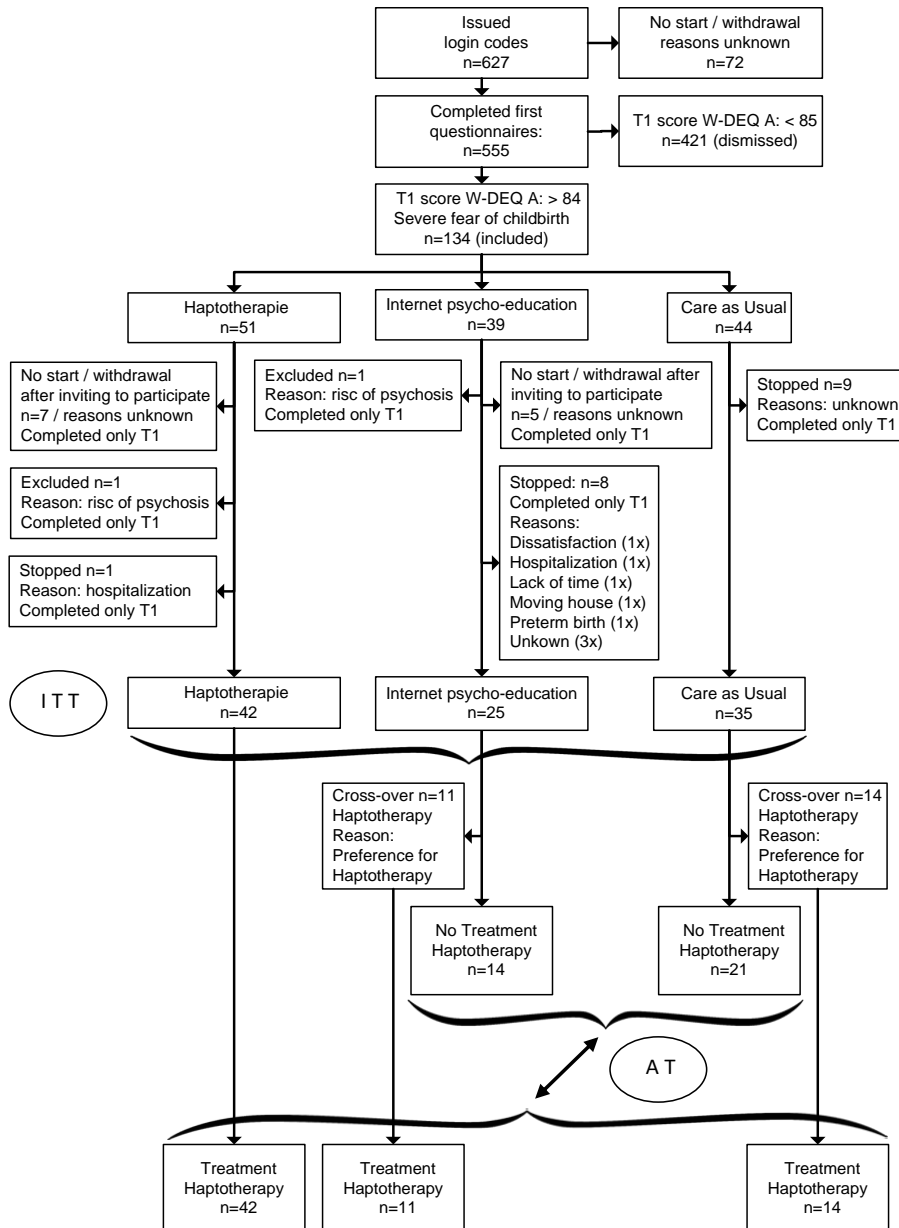 Issued
login codes
n=627
No start / withdrawal
reasons unknown
n=72
Completed first
questionnaires:
n=555
T1 score W-DEQ A: < 85
n=421 (dismissed)
T1 score W-DEQ A: > 84
Severe fear of childbirth
n=134 (included)
Haptotherapie
n=51
Internet psycho-education
n=39
Care as Usual
n=44
No start / withdrawal
after inviting to participate
n=7 / reasons unknown
Completed only T1
Excluded n=1
Reason: risc of psychosis
Completed only T1
No start / withdrawal after
inviting to participate
n=5 / reasons unknown
Completed only T1
Stopped n=9
Reasons: unknown
Completed only T1
Excluded n=1
Reason: risc of psychosis
Completed only T1
Stopped n=1
Reason: hospitalization
Completed only T1
Stopped: n=8
Completed only T1
Reasons:
Dissatisfaction (1x)
Hospitalization (1x)
Lack of time (1x)
Moving house (1x)
Preterm birth (1x)
Unkown (3x)
I T T
Haptotherapie
n=42
Internet psycho-education
n=25
Care as Usual
n=35
Cross-over n=11
Haptotherapy
Reason:
Preference for
Haptotherapy
Cross-over n=14
Haptotherapy
Reason:
Preference for
Haptotherapy
No Treatment
Haptotherapy
n=14
No Treatment
Haptotherapy
n=21
A T
Treatment
Haptotherapy
n=42
Treatment
Haptotherapy
n=11
Treatment
Haptotherapy
n=14